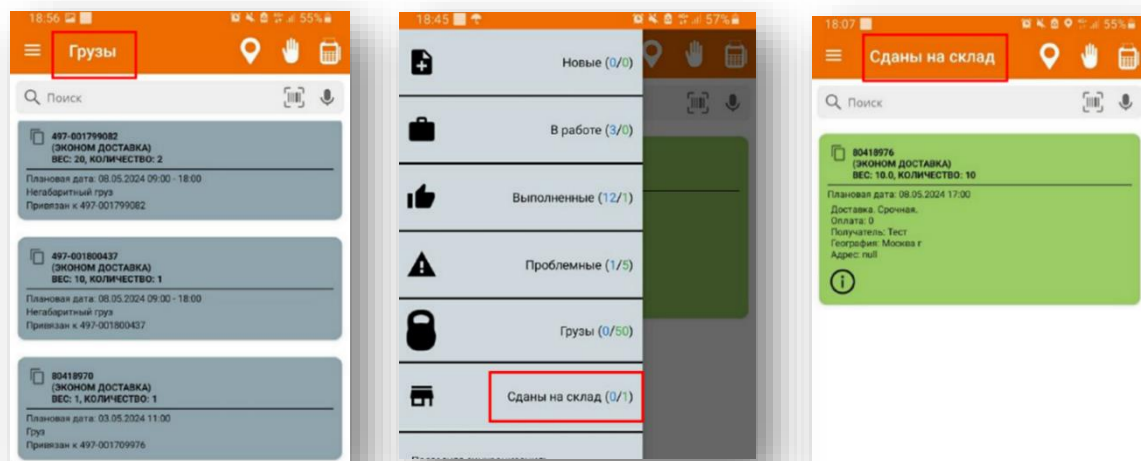 18:56
55%
Грузы
Поиск
497-001799082
(ЭКОНОМ ДОСТАВКА)
ВЕС: 20, КОЛИЧЕСТВО: 2
Плановая дата: 08.05.2024 09:00 - 18:00
Негабаритный груз
Привязан к 497-001799082
497-001800437
(ЭКОНОМ ДОСТАВКА)
ВЕС: 10, КОЛИЧЕСТВО: 1
Плановая дата: 08.05.2024 09:00 - 18:00
Негабаритный груз
Привязан к 497-001800437
80418970
(ЭКОНОМ ДОСТАВКА)
ВЕС: 1, КОЛИЧЕСТВО: 1
Плановая дата: 03.05.2024 11:00
Груз
Привязан к 497-001709976
18:45
57%
Новые (0/0)
В работе (3/0)
Выполненные (12/1)
Проблемные (1/5)
Грузы (0/50)
Сданы на склад (0/1)
18:07
55%
Сданы на склад
Поиск
80418976
(ЭКОНОМ ДОСТАВКА)
ВЕС: 10.0, КОЛИЧЕСТВО: 10
Плановая дата: 08.05.2024 17:00
Доставка. Срочная.
Оплата: 0
Получатель: Тест
География: Москва г
Адрес: null